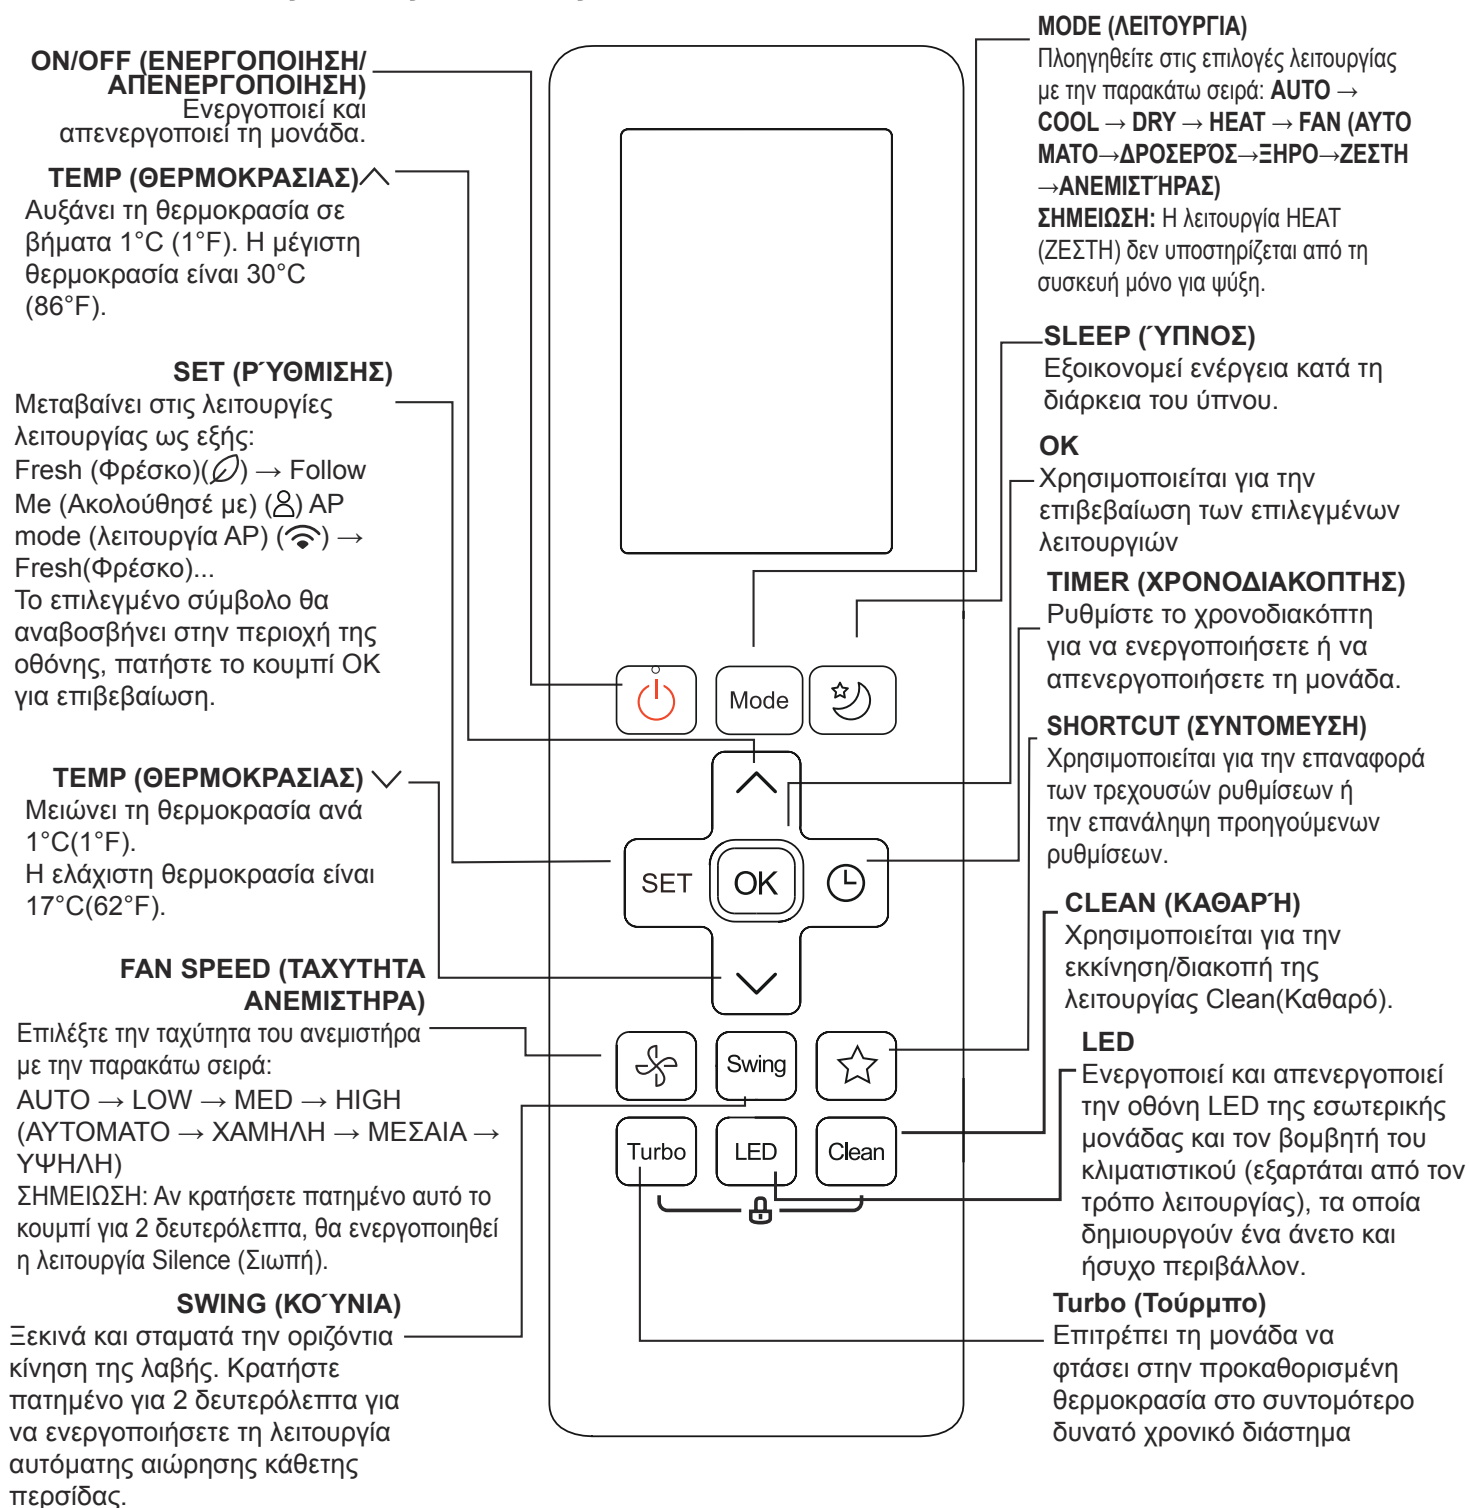 ON/OFF (ΕΝΕΡΓΟΠΟΙΗΣΗ/
ΑΠΕΝΕΡΓΟΠΟΙΗΣΗ)
Ενεργοποιεί και
απενεργοποιεί τη μονάδα.
TEMP (ΘΕΡΜΟΚΡΑΣΙΑΣ)
Αυξάνει τη θερμοκρασία σε
βήματα 1°C (1°F). Η μέγιστη
θερμοκρασία είναι 30°C
(86°F).
SET (Ρ΄ΥΘΜΙΣΗΣ)
Μεταβαίνει στις λειτουργίες
λειτουργίας ως εξής:
Fresh (Φρέσκο)( ) → Follow
Me (Ακολούθησέ με) ( ) AP
mode (λειτουργία AP) ( ) →
Fresh(Φρέσκο)...
Το επιλεγμένο σύμβολο θα
αναβοσβήνει στην περιοχή της
οθόνης, πατήστε το κουμπί OK
για επιβεβαίωση.
TEMP (ΘΕΡΜΟΚΡΑΣΙΑΣ)
Μειώνει τη θερμοκρασία ανά
1°C(1°F).
Η ελάχιστη θερμοκρασία είναι
17°C(62°F).
FAN SPEED (ΤΑΧΥΤΗΤΑ
ΑΝΕΜΙΣΤΗΡΑ)
Επιλέξτε την ταχύτητα του ανεμιστήρα
με την παρακάτω σειρά:
AUTO → LOW → MED → HIGH
(ΑΥΤΟΜΑΤΟ → ΧΑΜΗΛΗ → ΜΕΣΑΙΑ →
ΥΨΗΛΗ)
ΣΗΜΕΙΩΣΗ: Αν κρατήσετε πατημένο αυτό το
κουμπί για 2 δευτερόλεπτα, θα ενεργοποιηθεί
η λειτουργία Silence (Σιωπή).
SWING (ΚΟ΄ΥΝΙΑ)
Ξεκινά και σταματά την οριζόντια
κίνηση της λαβής. Κρατήστε
πατημένο για 2 δευτερόλεπτα για
να ενεργοποιήσετε τη λειτουργία
αυτόματης αιώρησης κάθετης
περσίδας.
Mode
SET
OK
Swing
Turbo
LED
Clean
MODE (ΛΕΙΤΟΥΡΓΙΑ)
Πλοηγηθείτε στις επιλογές λειτουργίας
με την παρακάτω σειρά: AUTO →
COOL → DRY → HEAT → FAN (ΑΥΤΟ
ΜΑΤΟ→ΔΡΟΣΕΡΌΣ→ΞΗΡΟ→ΖΕΣΤΗ
→ΑΝΕΜΙΣΤΉΡΑΣ)
ΣΗΜΕΙΩΣΗ: Η λειτουργία HEAT
(ΖΕΣΤΗ) δεν υποστηρίζεται από τη
συσκευή μόνο για ψύξη.
SLEEP (΄ΥΠΝΟΣ)
Εξοικονομεί ενέργεια κατά τη
διάρκεια του ύπνου.
OK
Χρησιμοποιείται για την
επιβεβαίωση των επιλεγμένων
λειτουργιών
TIMER (ΧΡΟΝΟΔΙΑΚΟΠΤΗΣ)
Ρυθμίστε το χρονοδιακόπτη
για να ενεργοποιήσετε ή να
απενεργοποιήσετε τη μονάδα.
SHORTCUT (ΣΥΝΤΟΜΕΥΣΗ)
Χρησιμοποιείται για την επαναφορά
των τρεχουσών ρυθμίσεων ή
την επανάληψη προηγούμενων
ρυθμίσεων.
CLEAN (ΚΑΘΑΡΉ)
Χρησιμοποιείται για την
εκκίνηση/διακοπή της
λειτουργίας Clean(Καθαρό).
LED
Ενεργοποιεί και απενεργοποιεί
την οθόνη LED της εσωτερικής
μονάδας και τον βομβητή του
κλιματιστικού (εξαρτάται από τον
τρόπο λειτουργίας), τα οποία
δημιουργούν ένα άνετο και
ήσυχο περιβάλλον.
Turbo (Τούρμπο)
Επιτρέπει τη μονάδα να
φτάσει στην προκαθορισμένη
θερμοκρασία στο συντομότερο
δυνατό χρονικό διάστημα